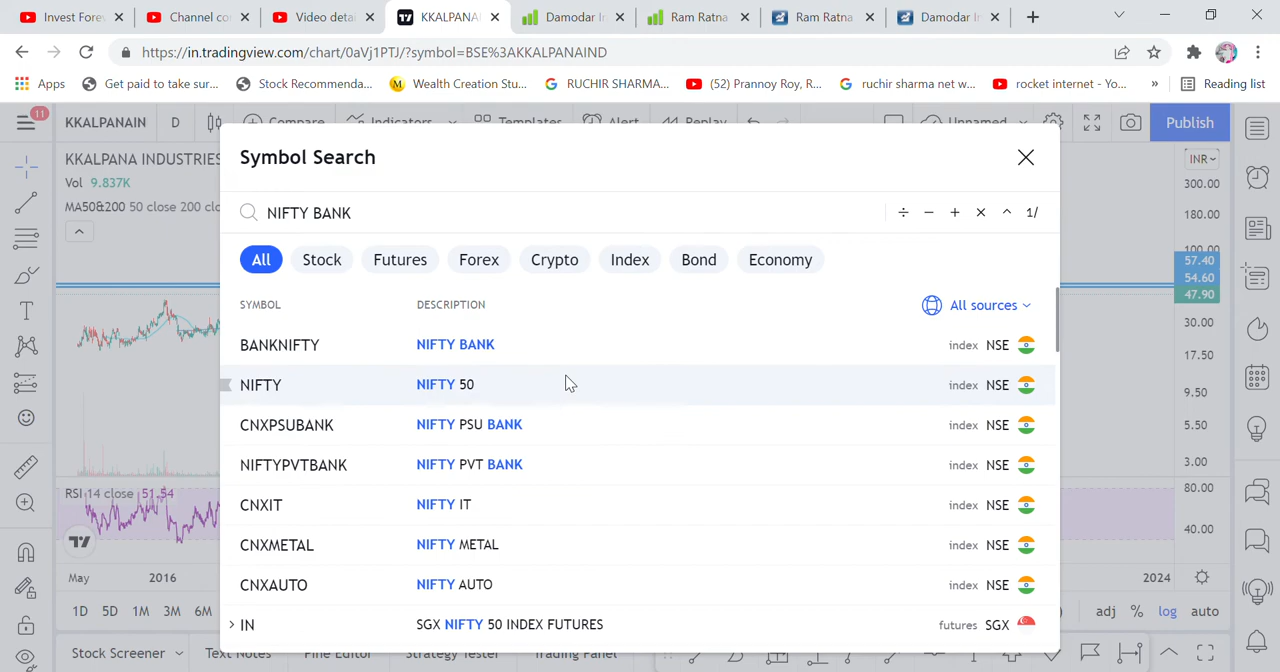 Invest Fore
Channel co
Video detai
KKALPANA
Damodar In
Ram Ratna
Ram Ratna
Damodar In
https://in.tradingview.com/chart/0aVj1PTJ/?symbol=BSE%3AKKALPANAIND
Apps
Get paid to take sur...
Stock Recommenda...
Wealth Creation Stu...
RUCHIR SHARMA...
(52) Prannoy Roy, R...
ruchir sharma net w...
rocket internet - Yo...
»
Reading list
11
KKALPANAIN
D
Compare
Indicators
Templates
Alert
Replay
Unnamed
Publish
KKALPANA INDUSTRIES
Vol 9.837K
MA50&200 50 close 200 clo
INR
300.00
180.00
100.00
57.40
54.60
47.90
30.00
17.50
9.50
5.50
3.00
80.00
40.00
Symbol Search
NIFTY BANK
÷ − + × ^ 1/
All
Stock
Futures
Forex
Crypto
Index
Bond
Economy
SYMBOL DESCRIPTION
All sources
BANKNIFTY NIFTY BANK index NSE
NIFTY NIFTY 50 index NSE
CNXPSUBANK NIFTY PSU BANK index NSE
NIFTYPVTBANK NIFTY PVT BANK index NSE
CNXIT NIFTY IT index NSE
CNXMETAL NIFTY METAL index NSE
CNXAUTO NIFTY AUTO index NSE
IN SGX NIFTY 50 INDEX FUTURES futures SGX
RSI 14 close 51.54
May 2016 2024
1D 5D 1M 3M 6M
adj % log auto
Stock Screener
Text Notes
Pine Editor
Strategy Tester
Trading Panel